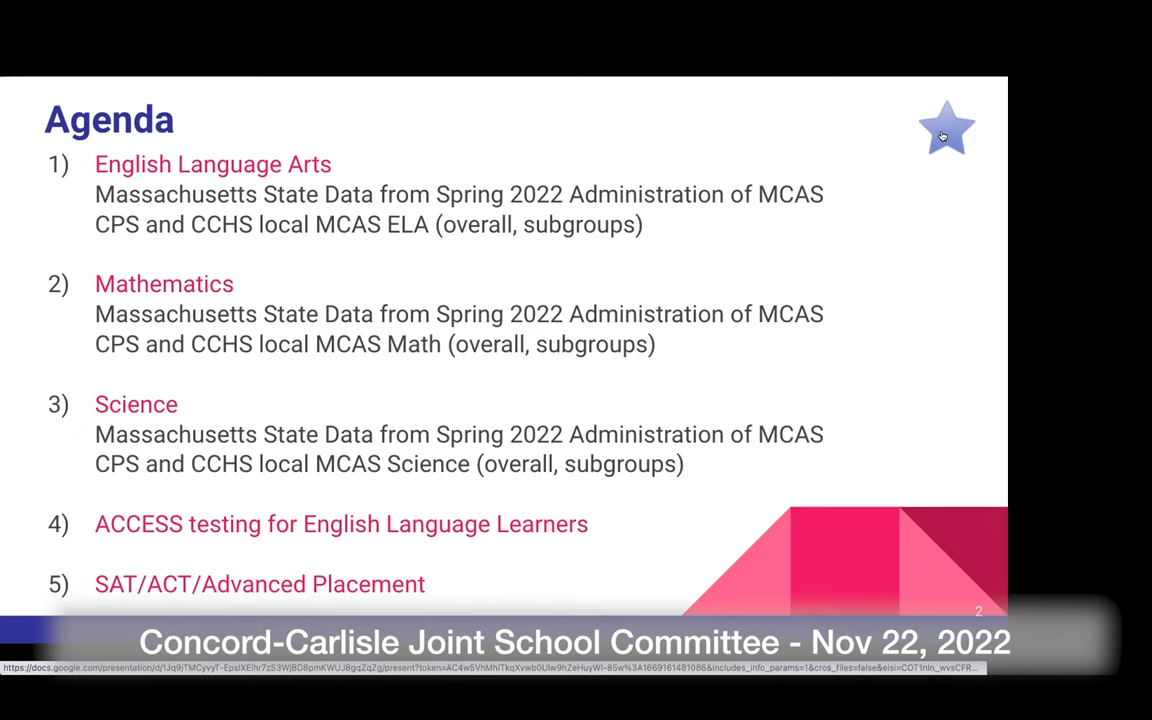 Agenda
1) English Language Arts
Massachusetts State Data from Spring 2022 Administration of MCAS
CPS and CCHS local MCAS ELA (overall, subgroups)
2) Mathematics
Massachusetts State Data from Spring 2022 Administration of MCAS
CPS and CCHS local MCAS Math (overall, subgroups)
3) Science
Massachusetts State Data from Spring 2022 Administration of MCAS
CPS and CCHS local MCAS Science (overall, subgroups)
4) ACCESS testing for English Language Learners
5) SAT/ACT/Advanced Placement
2
Concord-Carlisle Joint School Committee - Nov 22, 2022